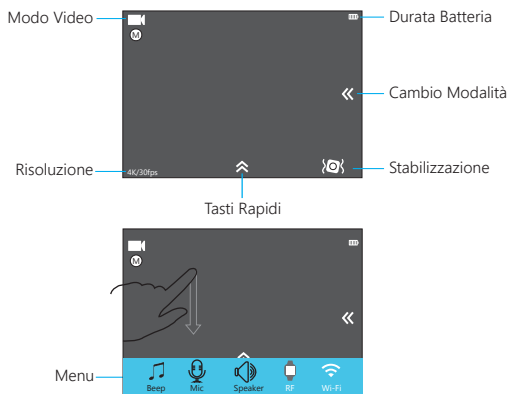 Modo Video
Durata Batteria
M
Cambio Modalità
Risoluzione
4K/30fps
Stabilizzazione
Tasti Rapidi
M
Menu
Beep
Mic
Speaker
RF
Wi-Fi